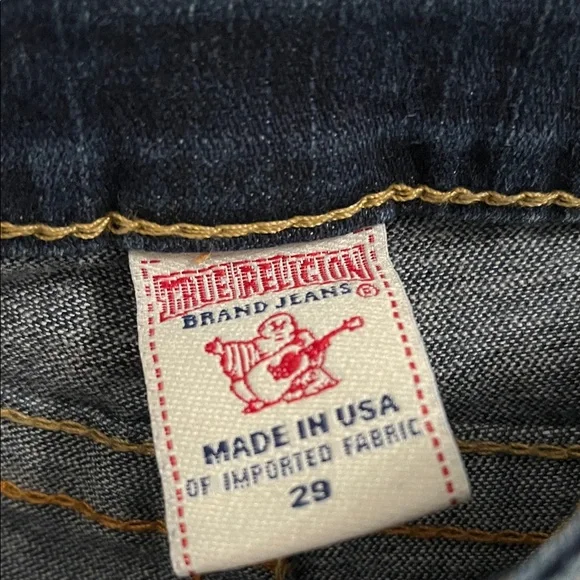 TRUE RELIGION
BRAND JEANS®
MADE IN USA
OF IMPORTED FABRIC
29